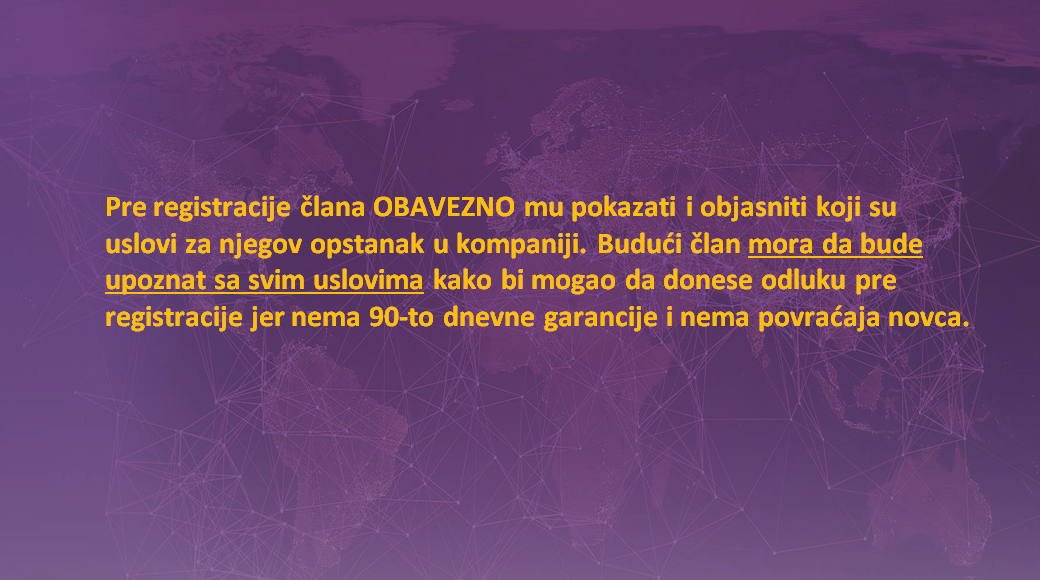 Pre registracije člana OBAVEZNO mu pokazati i objasniti koji su
uslovi za njegov opstanak u kompaniji. Budući član mora da bude
upoznat sa svim uslovima kako bi mogao da donese odluku pre
registracije jer nema 90-to dnevne garancije i nema povraćaja novca.